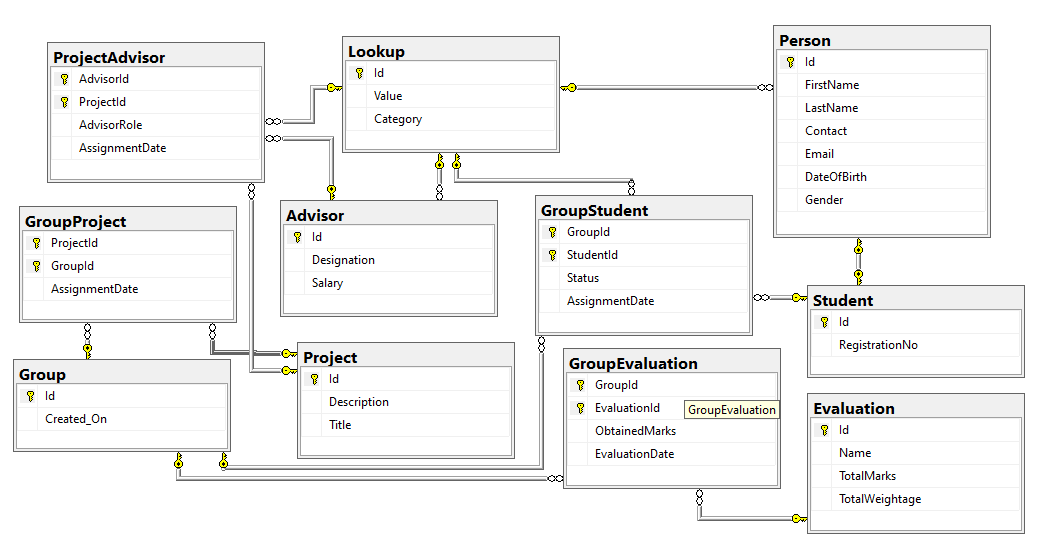 ProjectAdvisor
AdvisorId
ProjectId
AdvisorRole
AssignmentDate
Lookup
Id
Value
Category
Person
Id
FirstName
LastName
Contact
Email
DateOfBirth
Gender
GroupProject
ProjectId
GroupId
AssignmentDate
Advisor
Id
Designation
Salary
GroupStudent
GroupId
StudentId
Status
AssignmentDate
Student
Id
RegistrationNo
Group
Id
Created_On
Project
Id
Description
Title
GroupEvaluation
GroupId
EvaluationId
GroupEvaluation
ObtainedMarks
EvaluationDate
Evaluation
Id
Name
TotalMarks
TotalWeightage